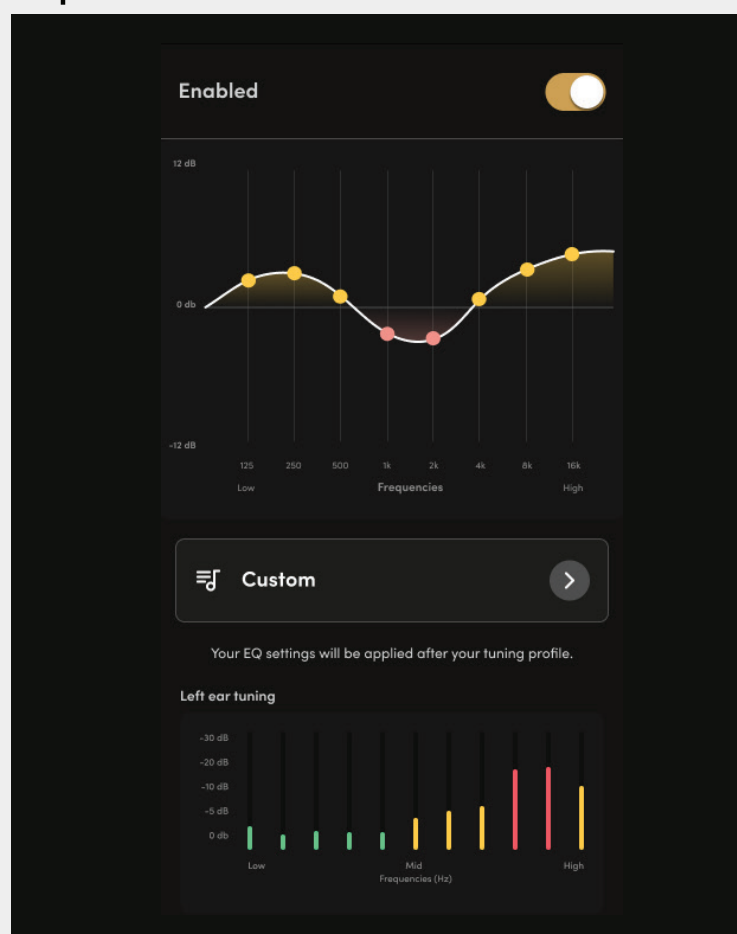 Enabled
12 dB
0 db
-12 dB
125 250 500 1k 2k 4k 8k 16k
Low Frequencies High
Custom
Your EQ settings will be applied after your tuning profile.
Left ear tuning
-30 dB
-20 dB
-10 dB
-5 dB
0 db
Low Mid High
Frequencies (Hz)